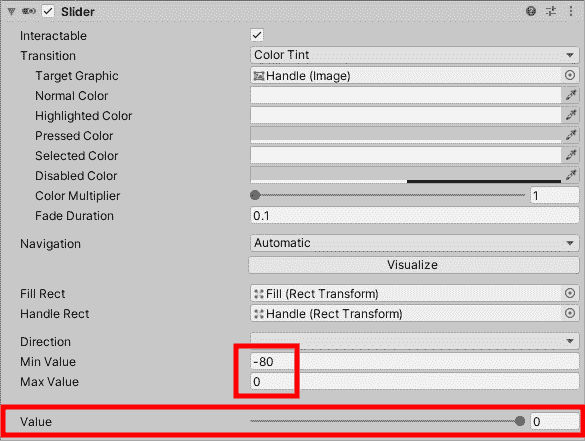 Slider
Interactable
Transition Color Tint
Target Graphic Handle (Image)
Normal Color
Highlighted Color
Pressed Color
Selected Color
Disabled Color
Color Multiplier 1
Fade Duration 0.1
Navigation Automatic
Visualize
Fill Rect Fill (Rect Transform)
Handle Rect Handle (Rect Transform)
Direction
Min Value -80
Max Value 0
Value 0